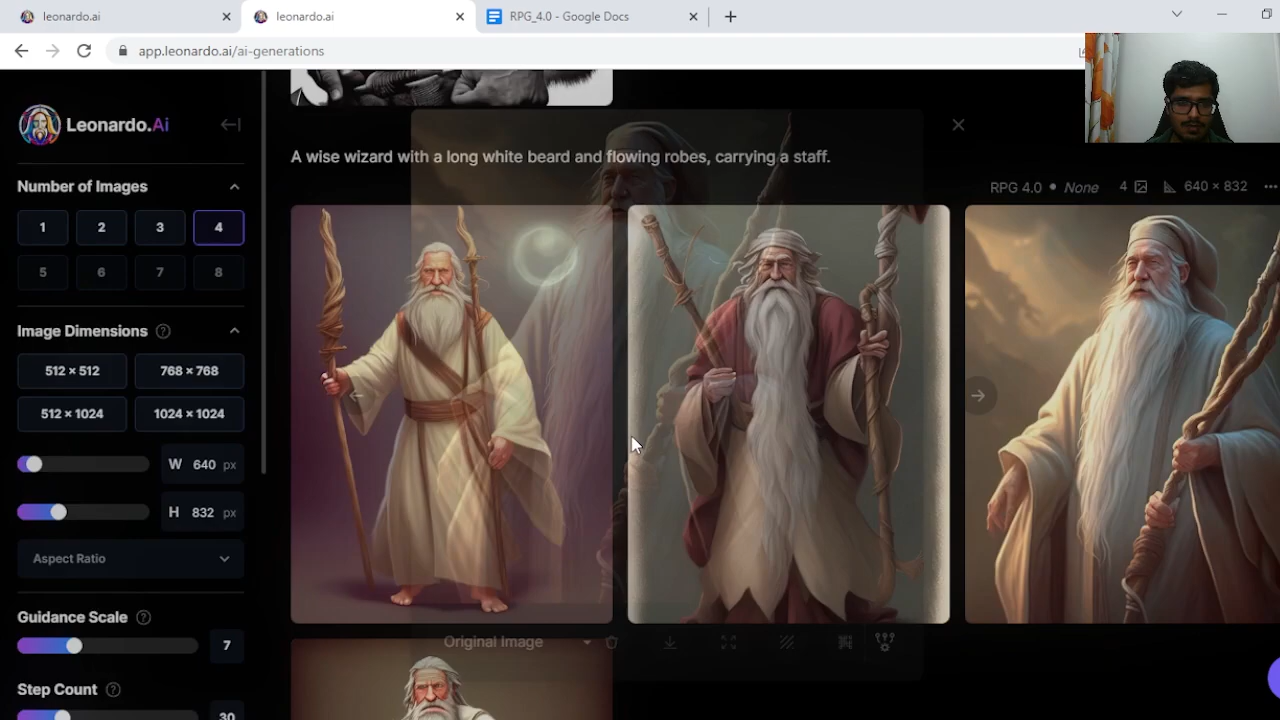 leonardo.ai
leonardo.ai
RPG_4.0 - Google Docs
app.leonardo.ai/ai-generations
Leonardo.Ai
Number of Images
1 2 3 4
5 6 7 8
Image Dimensions
512 × 512 768 × 768
512 × 1024 1024 × 1024
W 640 px
H 832 px
Aspect Ratio
Guidance Scale
7
Step Count
30
A wise wizard with a long white beard and flowing robes, carrying a staff.
RPG 4.0 • None 4 640 × 832
Original Image